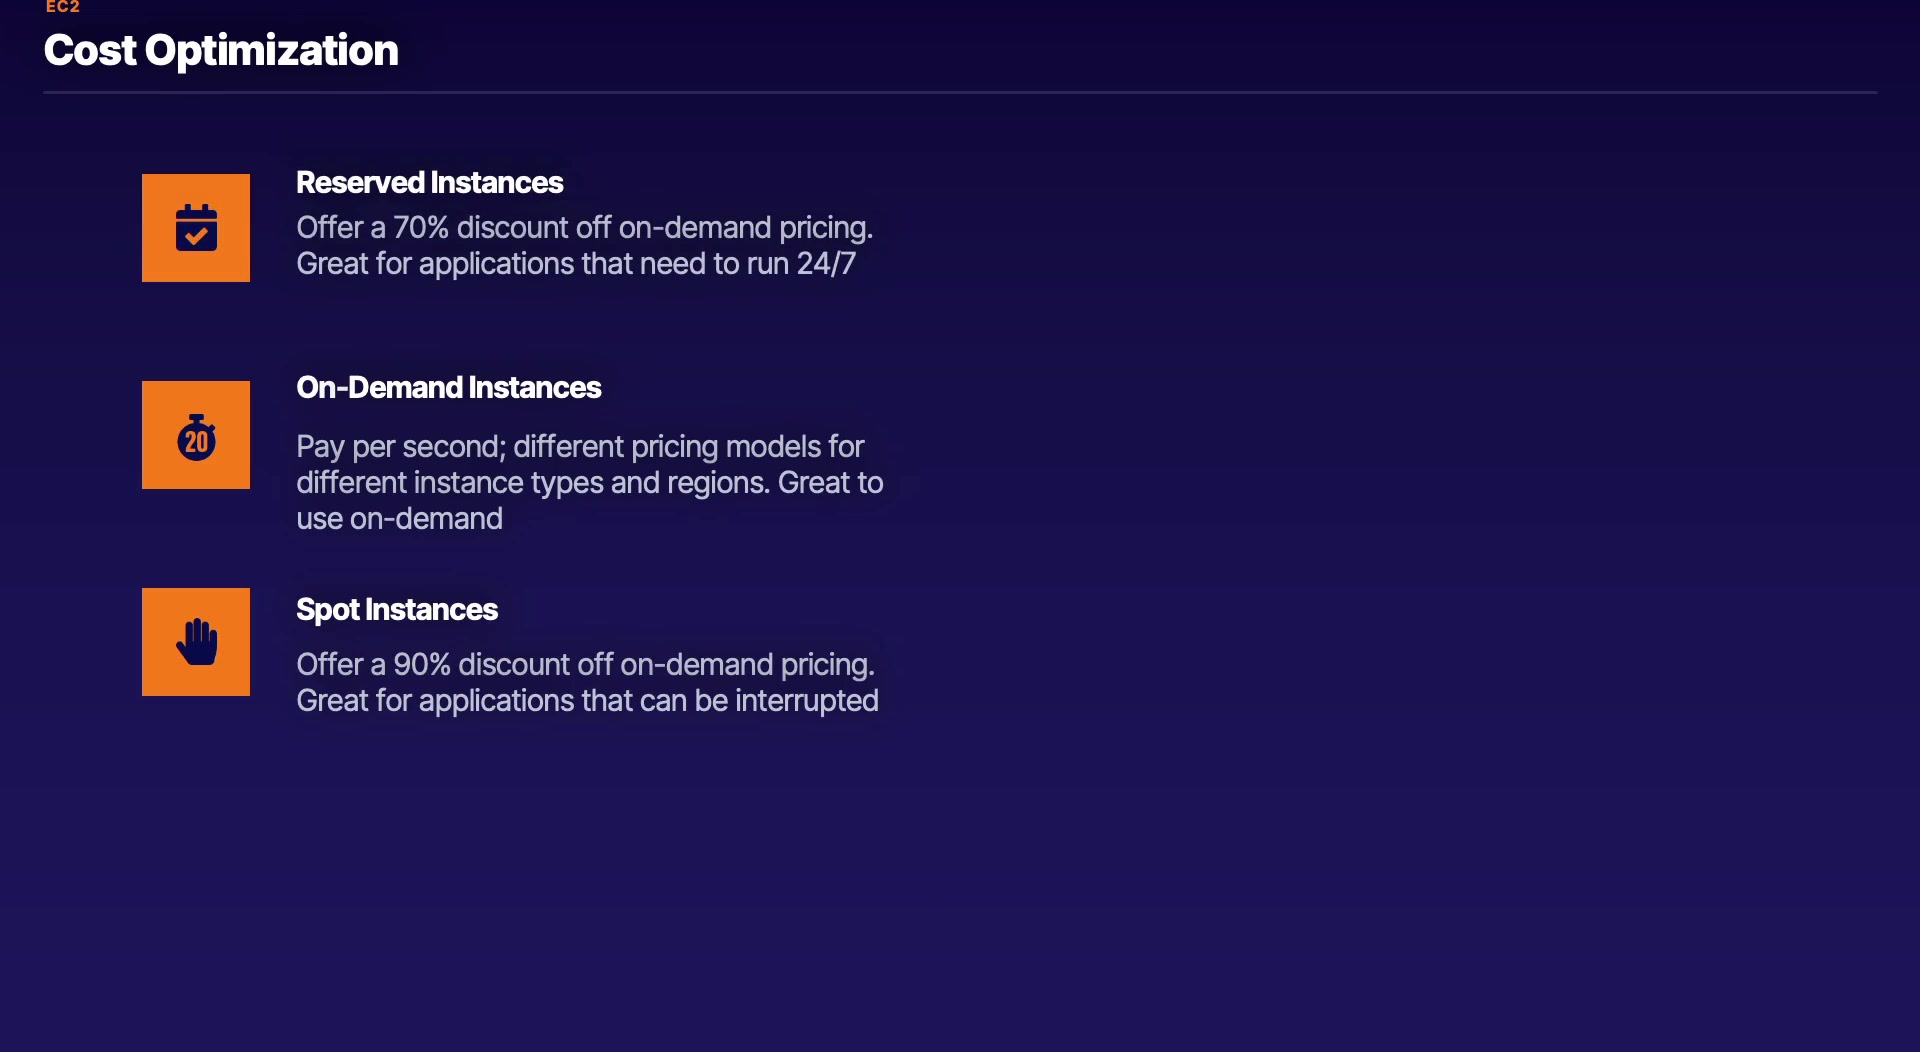 EC2
Cost Optimization
Reserved Instances
Offer a 70% discount off on-demand pricing.
Great for applications that need to run 24/7
On-Demand Instances
20
Pay per second; different pricing models for
different instance types and regions. Great to
use on-demand
Spot Instances
Offer a 90% discount off on-demand pricing.
Great for applications that can be interrupted